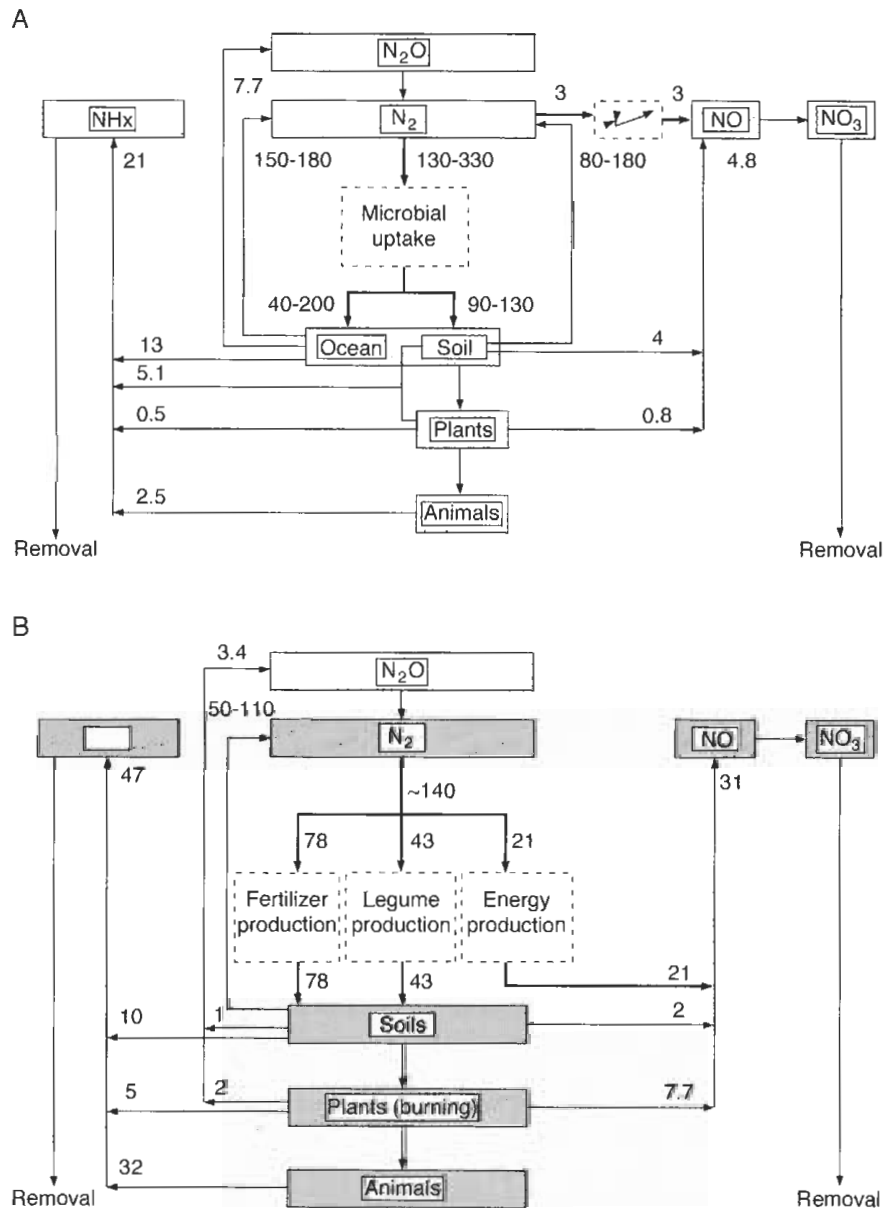 A
N₂O
7.7
3
3
NHx
N₂
NO
NO₃
21
150-180
130-330
80-180
4.8
Microbial
uptake
40-200
90-130
Ocean
Soil
13
4
5.1
0.5
Plants
0.8
2.5
Animals
Removal
Removal
B
3.4
N₂O
50-110
N₂
NO
NO₃
47
~140
31
78
43
21
Fertilizer
production
Legume
production
Energy
production
78
43
21
10
1
Soils
2
5
2
Plants (burning)
7.7
32
Animals
Removal
Removal